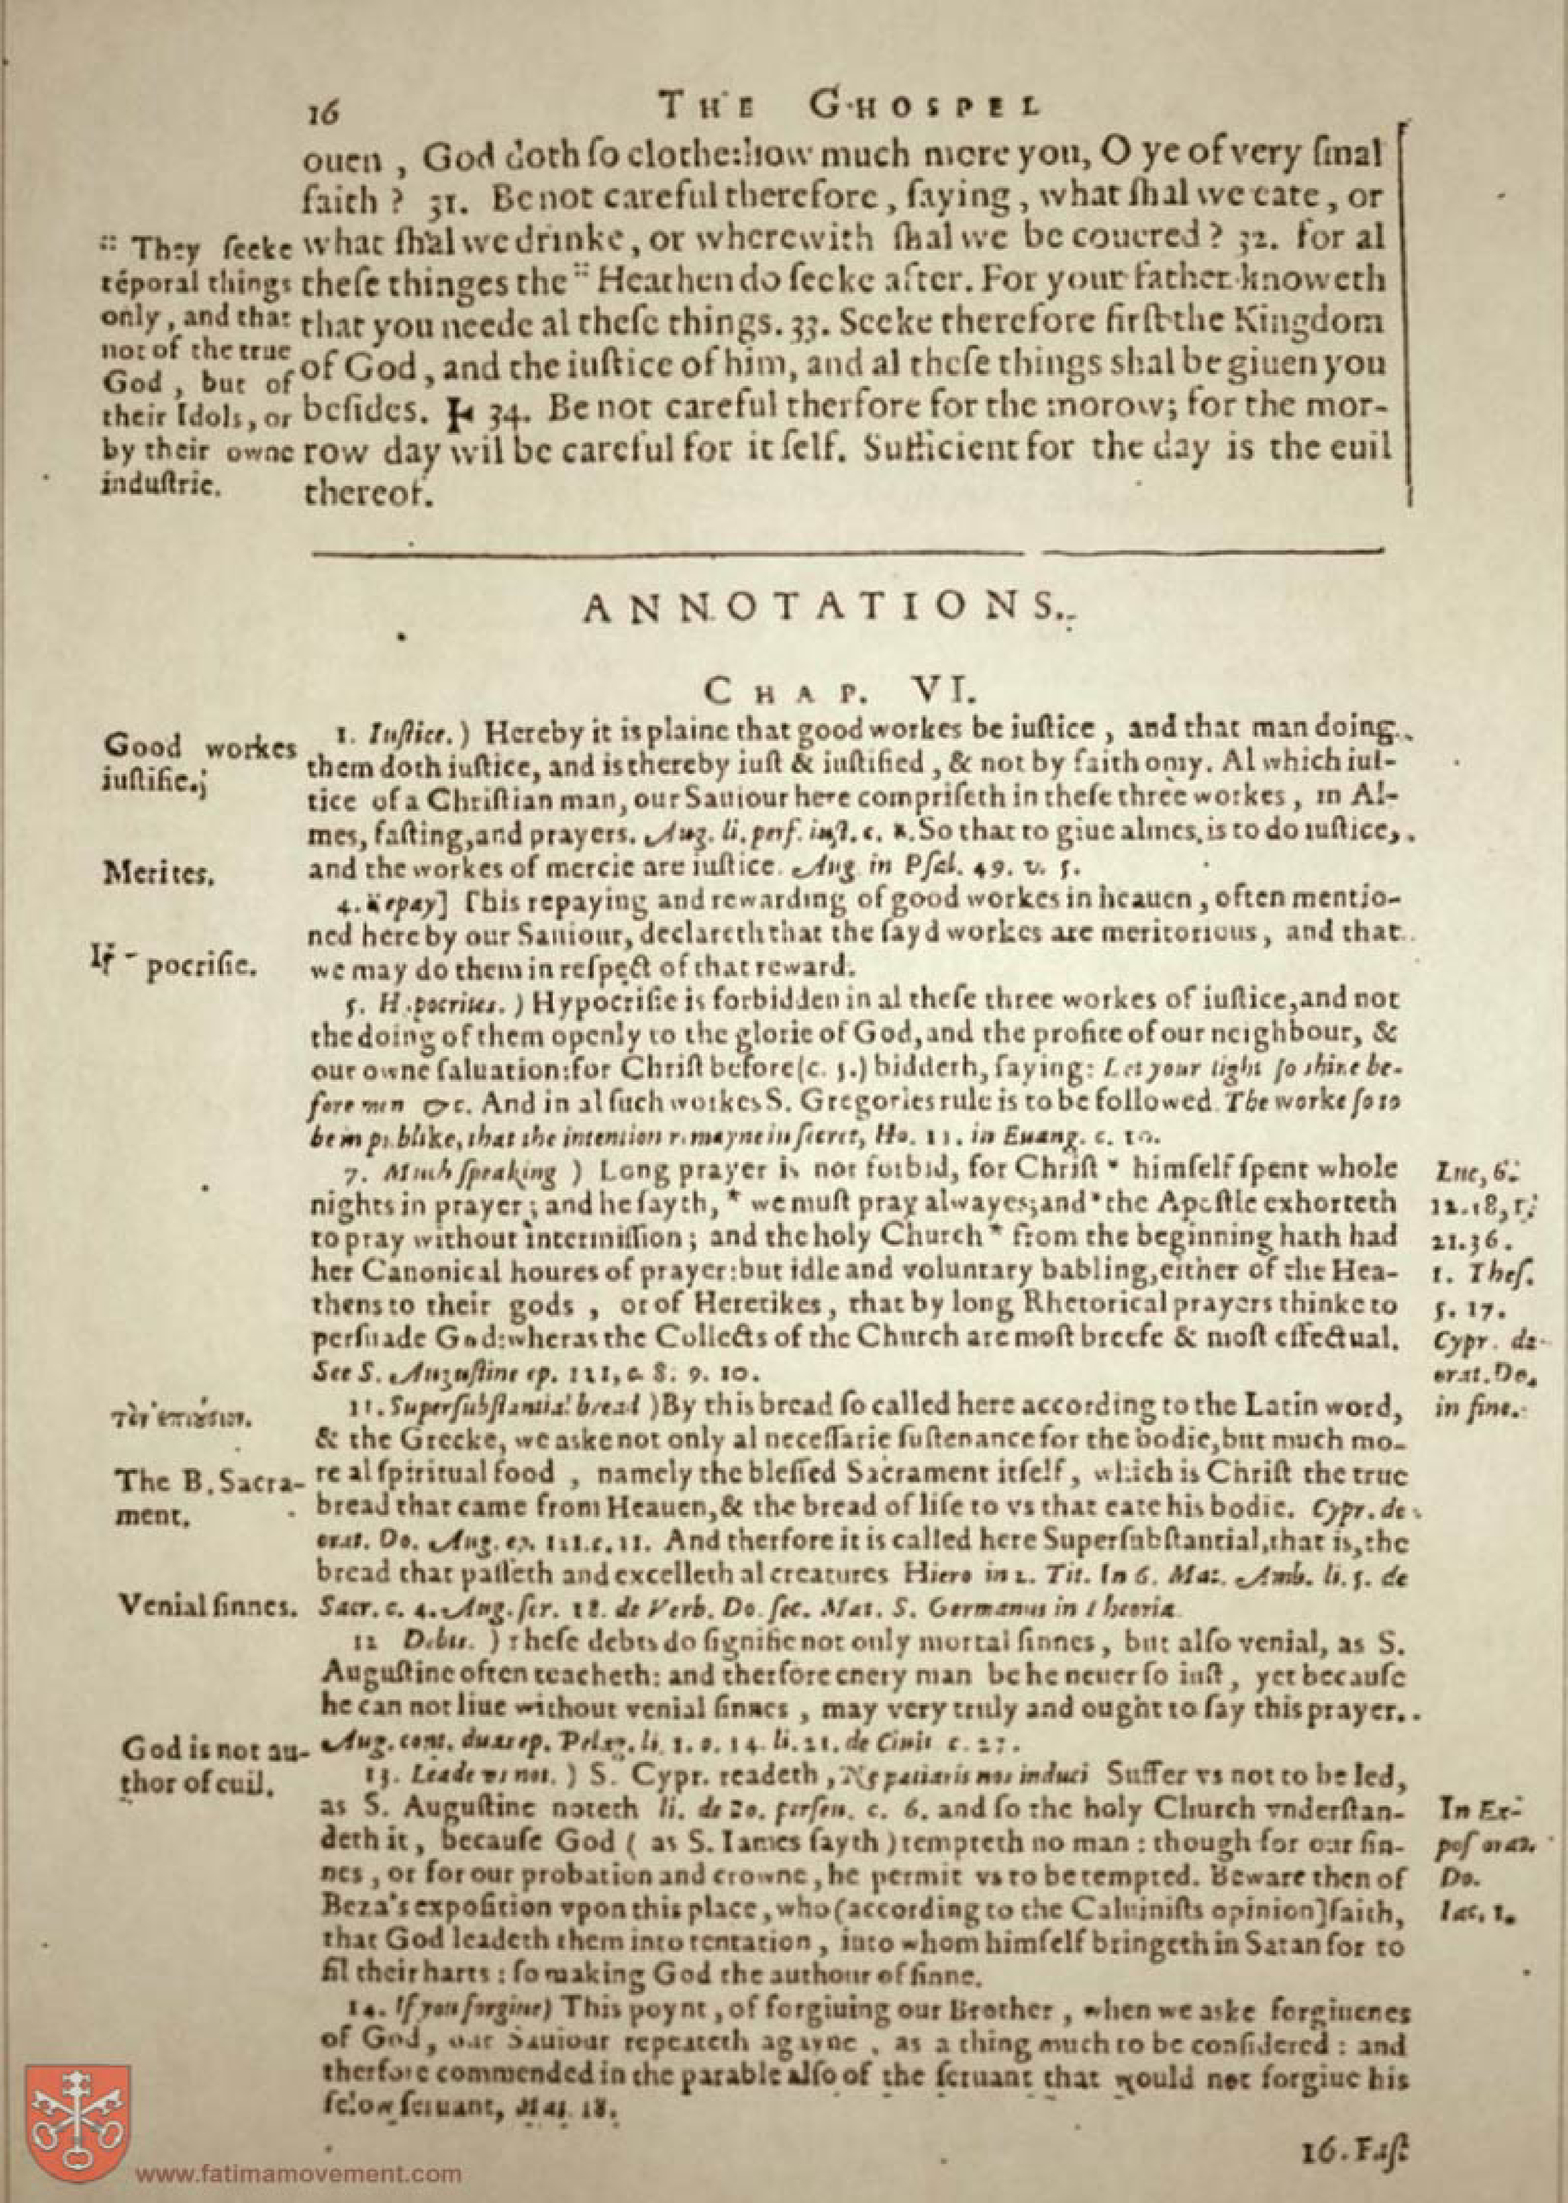 16 THE GHOSPEL
ouen, God doth ſo clothe: how much more you, O ye of very ſmal
faith? 31. Be not careful therefore, ſaying, what ſhal we eate, or
what ſhal we drinke, or wherewith ſhal we be couered? 32. for al
theſe thinges the :: Heathen do ſeeke after. For your father knoweth
that you neede al theſe things. 33. Seeke therefore firſt the Kingdom
of God, and the iuſtice of him, and al theſe things shal be giuen you
beſides. 34. Be not careful therfore for the morow; for the mor-
row day wil be careful for it ſelf. Sufficient for the day is the euil
thereof.
:: They ſeeke
téporal things
only, and that
not of the true
God, but of
their Idols, or
by their owne
induſtrie.
ANNOTATIONS.
CHAP. VI.
Good workes
iuſtifie.
1. Iuſtice.) Hereby it is plaine that good workes be iuſtice, and that man doing
them doth iuſtice, and is thereby iuſt & iuſtified, & not by faith only. Al which iuſ-
tice of a Chriſtian man, our Sauiour here compriſeth in theſe three workes, in Al-
mes, faſting, and prayers. Aug. li. perf. iuſt. c. 8. So that to giue almes, is to do iuſtice,
and the workes of mercie are iuſtice. Aug in Pſal. 49. v. 5.
Merites.
4. Repay] This repaying and rewarding of good workes in heauen, often mentio-
ned here by our Sauiour, declareth that the ſayd workes are meritorious, and that
we may do them in reſpect of that reward.
pocriſie.
5. Hypocrites.) Hypocriſie is forbidden in al theſe three workes of iuſtice, and not
the doing of them openly to the glorie of God, and the profite of our neighbour, &
our owne ſaluation: for Chriſt before (c. 5.) biddeth, ſaying: Let your light ſo shine be-
fore men &c. And in al ſuch workes S. Gregories rule is to be followed. The worke ſo to
be in publike, that the intention remayne in ſecret, Ho. 11. in Euang. c. 10.
7. Much ſpeaking) Long prayer is not forbid, for Chriſt * himſelf ſpent whole
nights in prayer; and he ſayth, * we muſt pray alwayes; and * the Apoſtle exhorteth
to pray without intermiſſion; and the holy Church * from the beginning hath had
her Canonical houres of prayer: but idle and voluntary babling, either of the Hea-
thens to their gods, or of Heretikes, that by long Rhetorical prayers thinke to
perſuade God: wheras the Collects of the Church are moſt breefe & moſt effectual.
See S. Auguſtine ep. 121, c. 8. 9. 10.
Luc, 6.
12. 18, 1;
21. 36.
1. Theſ.
5. 17.
Cypr. de
orat. Do.
in fine.
11. Superſubſtantial bread) By this bread ſo called here according to the Latin word,
& the Greeke, we aske not only al neceſſarie ſuſtenance for the bodie, but much mo-
re al ſpiritual food, namely the bleſſed Sacrament itſelf, which is Chriſt the true
bread that came from Heauen, & the bread of life to vs that eate his bodie. Cypr. de
orat. Do. Aug. ep. 121. c. 11. And therfore it is called here Superſubſtantial, that is, the
bread that paſſeth and excelleth al creatures Hiero in 2. Tit. In 6. Mat. Amb. li. 5. de
Sacr. c. 4. Aug. ſer. 28. de Verb. Do. ſec. Mat. S. Germanus in Theoria
The B. Sacra-
ment.
Venial ſinnes.
12 Debts.) Theſe debts do ſignifie not only mortal ſinnes, but alſo venial, as S.
Auguſtine often teacheth: and therfore euery man be he neuer ſo iuſt, yet becauſe
he can not liue without venial ſinnes, may very truly and ought to ſay this prayer.
Aug. cont. duas ep. Pelag. li. 1. c. 14. li. 21. de Ciuit c. 27.
God is not au-
thor of euil.
13. Leade vs not.) S. Cypr. readeth, Ne patiaris nos induci Suffer vs not to be led,
as S. Auguſtine noteth li. de bo. perſeu. c. 6. and ſo the holy Church vnderſtan-
deth it, becauſe God (as S. Iames ſayth) tempteth no man: though for our ſin-
nes, or for our probation and crowne, he permit vs to be tempted. Beware then of
Beza's expoſition vpon this place, who (according to the Caluiniſts opinion] ſaith,
that God leadeth them into tentation, into whom himſelf bringeth in Satan for to
fil their harts: ſo making God the authour of ſinne.
In Ex-
poſ orat.
Do.
Iac. 1.
14. If you forgiue) This poynt, of forgiuing our Brother, when we aske forgiuenes
of God, our Sauiour repeateth agayne, as a thing much to be conſidered: and
therfore commended in the parable alſo of the ſeruant that would not forgiue his
felow ſeruant, Mat. 18.
16. Faſt
www.fatimamovement.com